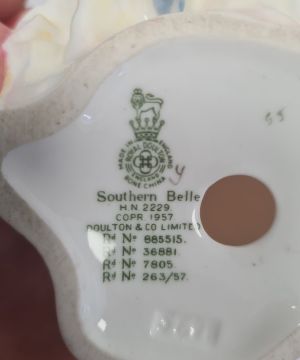 MADE IN ENGLAND
ROYAL DOULTON
ENGLAND
BONE CHINA
Southern Belle
H.N. 2229.
COPR. 1957.
DOULTON & CO LIMITED
Rd No 885515.
Rd No 36881.
Rd No 7805.
Rd No 263/57.
y